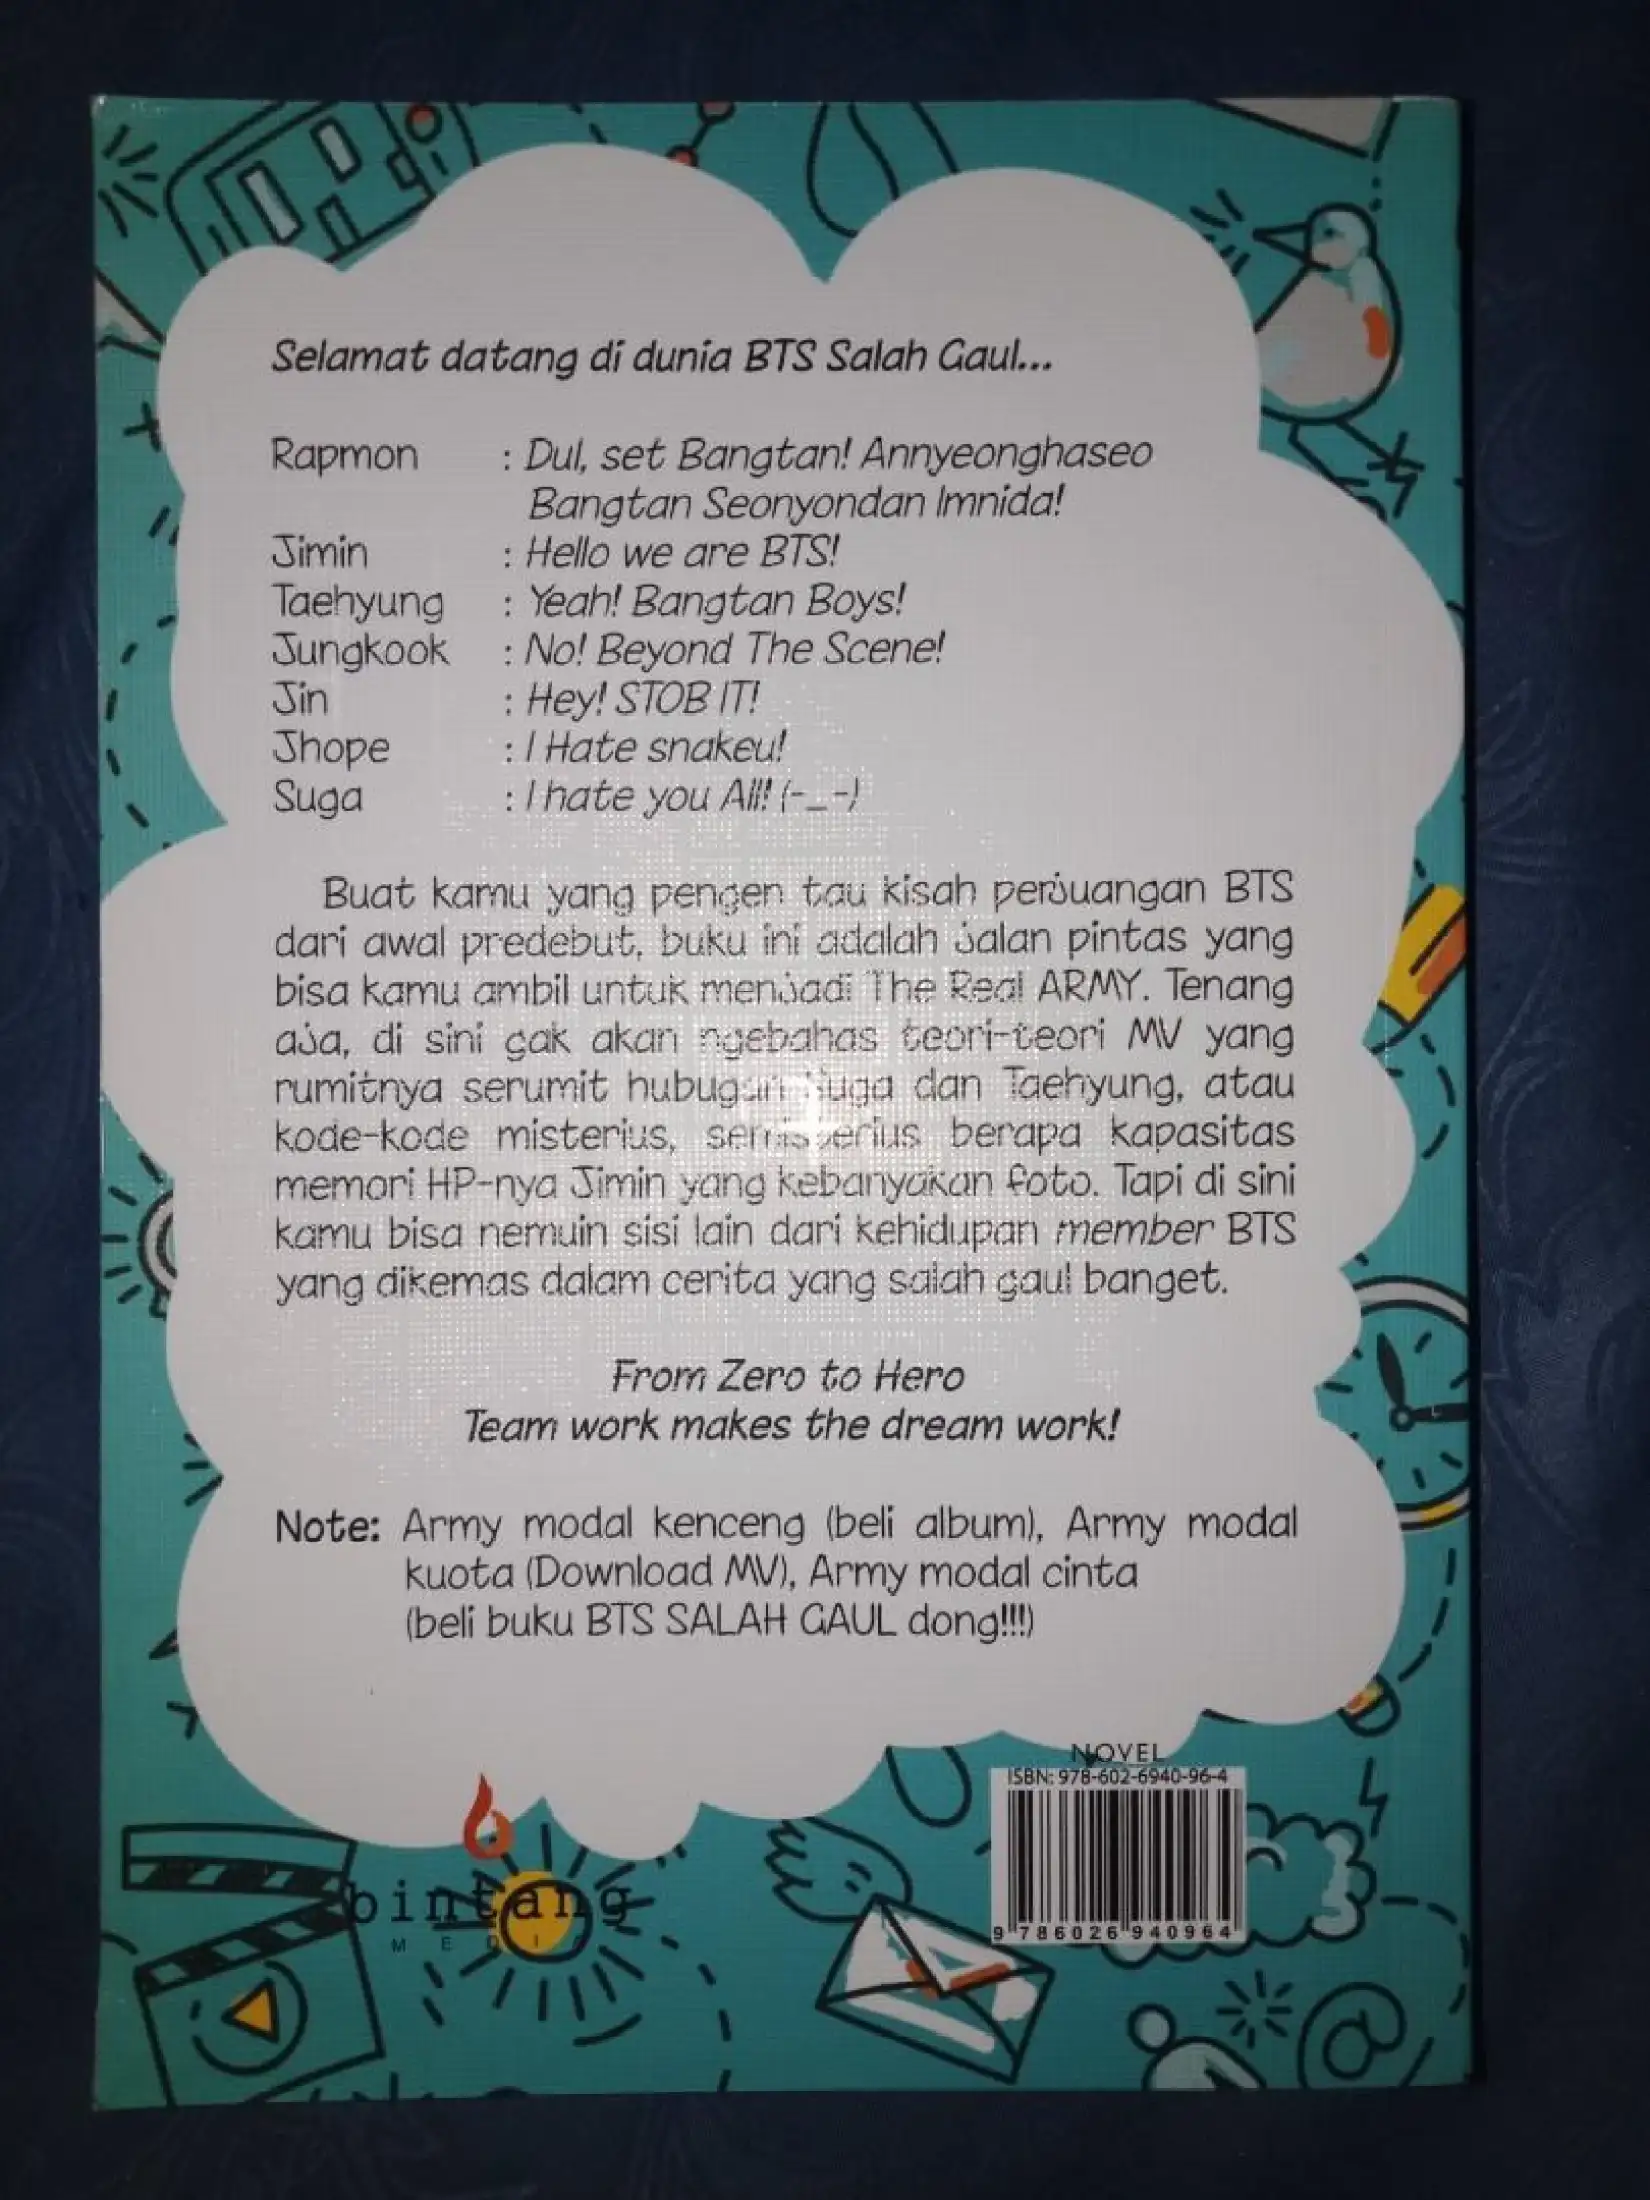 Selamat datang di dunia BTS Salah Gaul...
Rapmon : Dul, set Bangtan! Annyeonghaseo
Bangtan Seonyondan Imnida!
Jimin : Hello we are BTS!
Taehyung : Yeah! Bangtan Boys!
Jungkook : No! Beyond The Scene!
Jin : Hey! STOB IT!
Jhope : I Hate snakeu!
Suga : I hate you All! (-_-)
Buat kamu yang pengen tau kisah perjuangan BTS
dari awal predebut, buku ini adalah jalan pintas yang
bisa kamu ambil untuk menjadi The Real ARMY. Tenang
aja, di sini gak akan ngebahas teori-teori MV yang
rumitnya serumit hubugan Suga dan Taehyung, atau
kode-kode misterius, semisterius berapa kapasitas
memori HP-nya Jimin yang kebanyakan foto. Tapi di sini
kamu bisa nemuin sisi lain dari kehidupan member BTS
yang dikemas dalam cerita yang salah gaul banget.
From Zero to Hero
Team work makes the dream work!
Note: Army modal kenceng (beli album), Army modal
kuota (Download MV), Army modal cinta
(beli buku BTS SALAH GAUL dong!!!)
NOVEL
ISBN: 978-602-6940-96-4
9 786026 940964
bintang
MEDIA